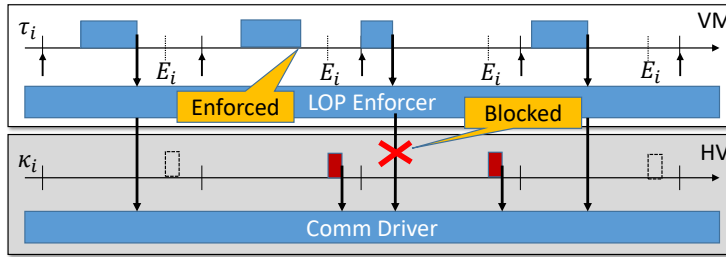 τᵢ VM
Eᵢ Eᵢ Eᵢ Eᵢ
Enforced LOP Enforcer Blocked
κᵢ HV
Comm Driver